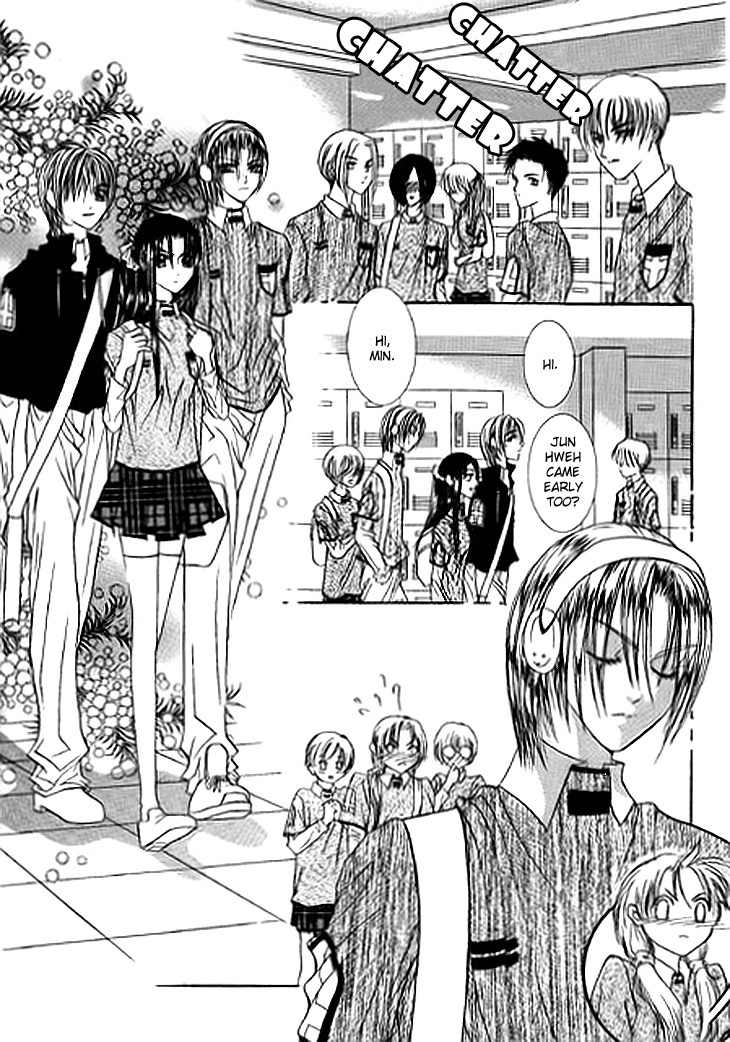 CHATTER
CHATTER
HI,
MIN.
HI.
JUN
HWEH
CAME
EARLY
TOO?